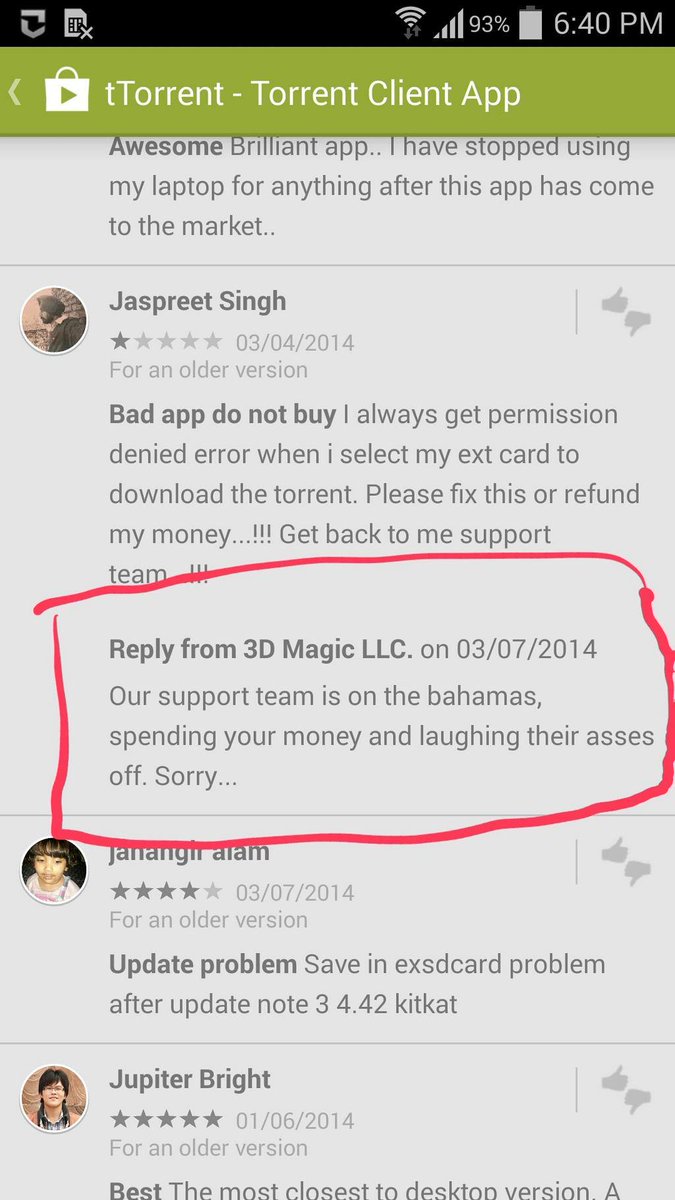 93% 6:40 PM
tTorrent - Torrent Client App
Awesome Brilliant app.. I have stopped using
my laptop for anything after this app has come
to the market..
Jaspreet Singh
03/04/2014
For an older version
Bad app do not buy I always get permission
denied error when i select my ext card to
download the torrent. Please fix this or refund
my money...!!! Get back to me support
team...!!!
Reply from 3D Magic LLC. on 03/07/2014
Our support team is on the bahamas,
spending your money and laughing their asses
off. Sorry...
jahangir alam
03/07/2014
For an older version
Update problem Save in exsdcard problem
after update note 3 4.42 kitkat
Jupiter Bright
01/06/2014
For an older version
Best The most closest to desktop version. A